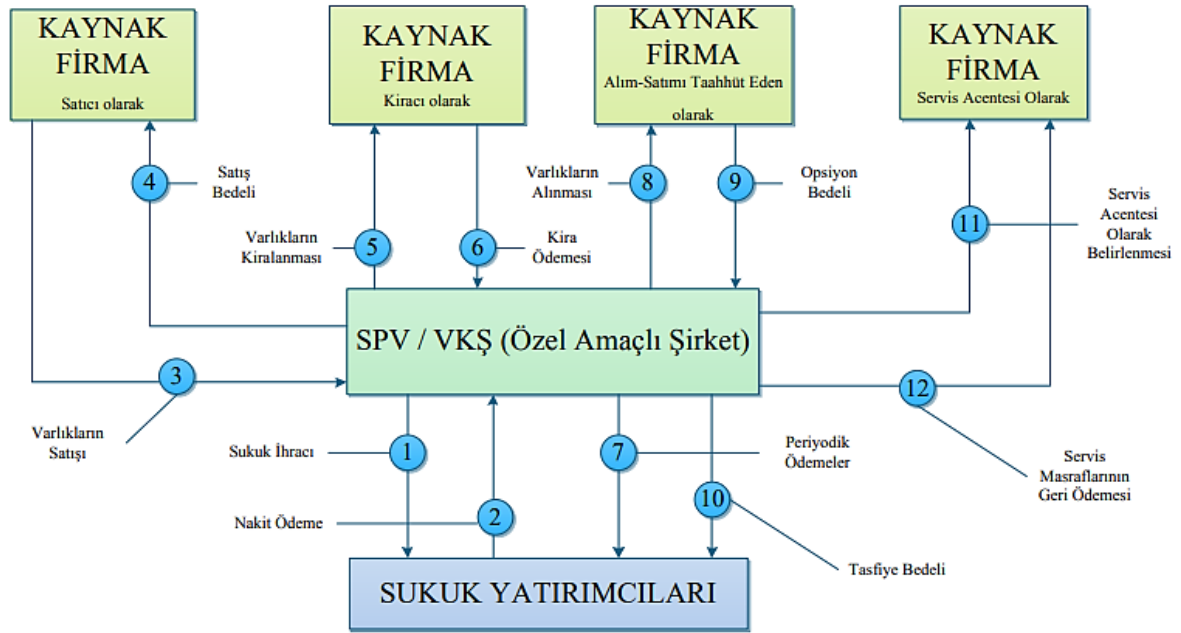 KAYNAK
FİRMA
Satıcı olarak
KAYNAK
FİRMA
Kiracı olarak
KAYNAK
FİRMA
Alım-Satımı Taahhüt Eden
olarak
KAYNAK
FİRMA
Servis Acentesi Olarak
4
Satış
Bedeli
Varlıkların
Kiralanması
5
6
Kira
Ödemesi
Varlıkların
Alınması
8
9
Opsiyon
Bedeli
11
Servis
Acentesi
Olarak
Belirlenmesi
SPV / VKŞ (Özel Amaçlı Şirket)
3
Varlıkların
Satışı
12
Servis
Masraflarının
Geri Ödemesi
Sukuk İhracı
1
Nakit Ödeme
2
7
Periyodik
Ödemeler
10
Tasfiye Bedeli
SUKUK YATIRIMCILARI